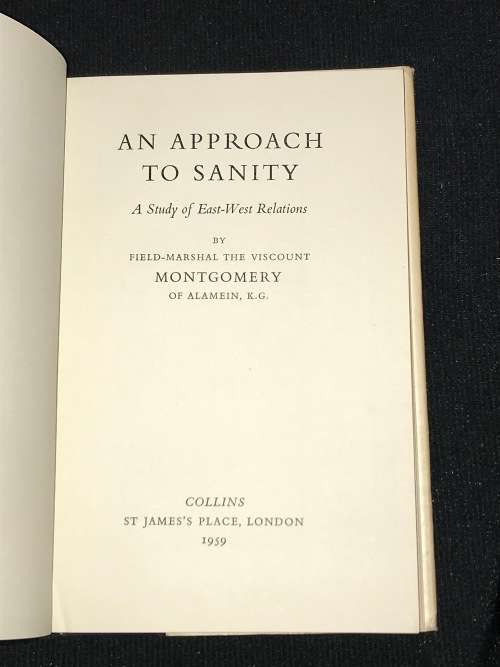 AN APPROACH
TO SANITY
A Study of East-West Relations
BY
FIELD-MARSHAL THE VISCOUNT
MONTGOMERY
OF ALAMEIN, K.G.
COLLINS
ST JAMES'S PLACE, LONDON
1959